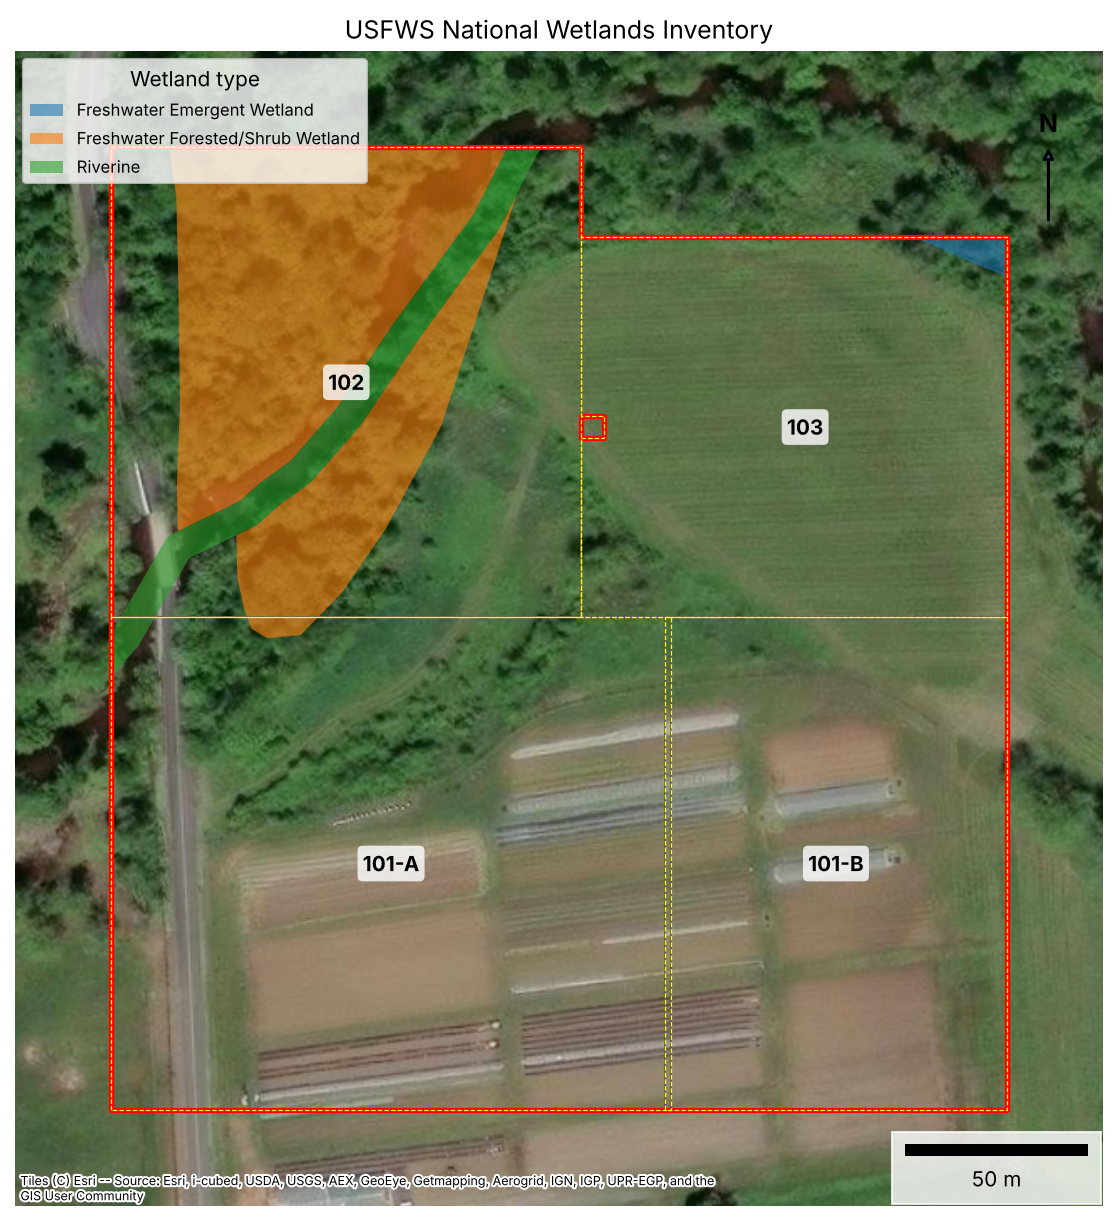 USFWS National Wetlands Inventory
Wetland type
Freshwater Emergent Wetland
Freshwater Forested/Shrub Wetland
Riverine
N
102
103
101-A
101-B
50 m
Tiles (C) Esri -- Source: Esri, i-cubed, USDA, USGS, AEX, GeoEye, Getmapping, Aerogrid, IGN, IGP, UPR-EGP, and the
GIS User Community